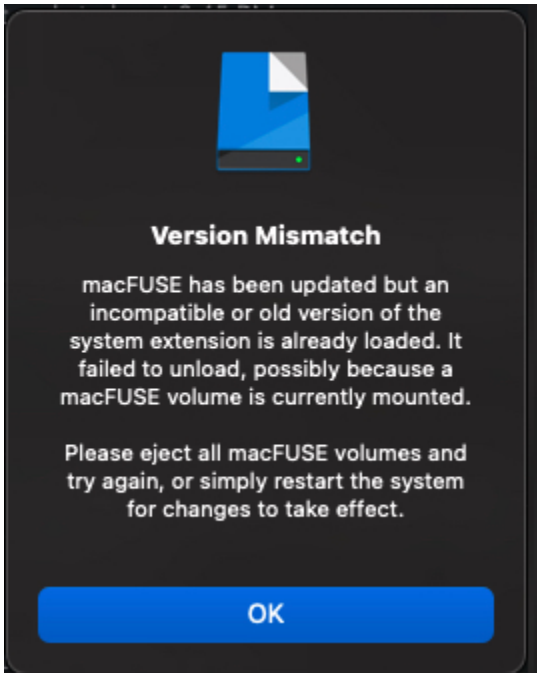 Version Mismatch
macFUSE has been updated but an
incompatible or old version of the
system extension is already loaded. It
failed to unload, possibly because a
macFUSE volume is currently mounted.
Please eject all macFUSE volumes and
try again, or simply restart the system
for changes to take effect.
OK